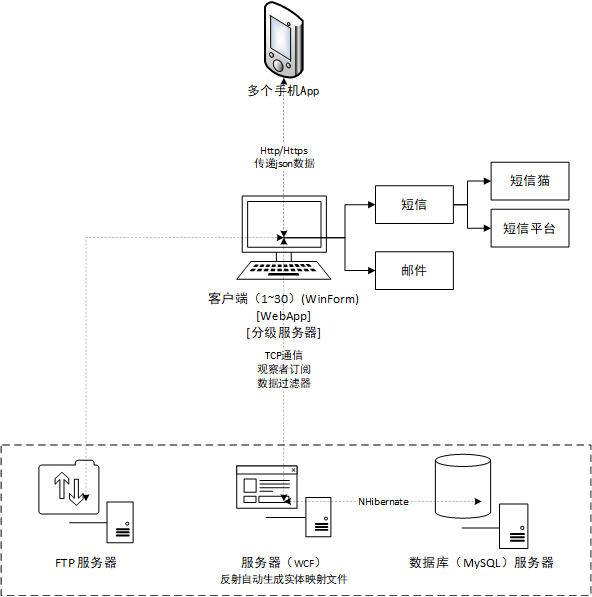 多个手机App
Http/Https
传递json数据
短信猫
短信
短信平台
邮件
客户端（1~30）(WinForm)
[WebApp]
[分级服务器]
TCP通信
观察者订阅
数据过滤器
NHibernate
FTP 服务器
服务器（WCF）
反射自动生成实体映射文件
数据库（MySQL）服务器